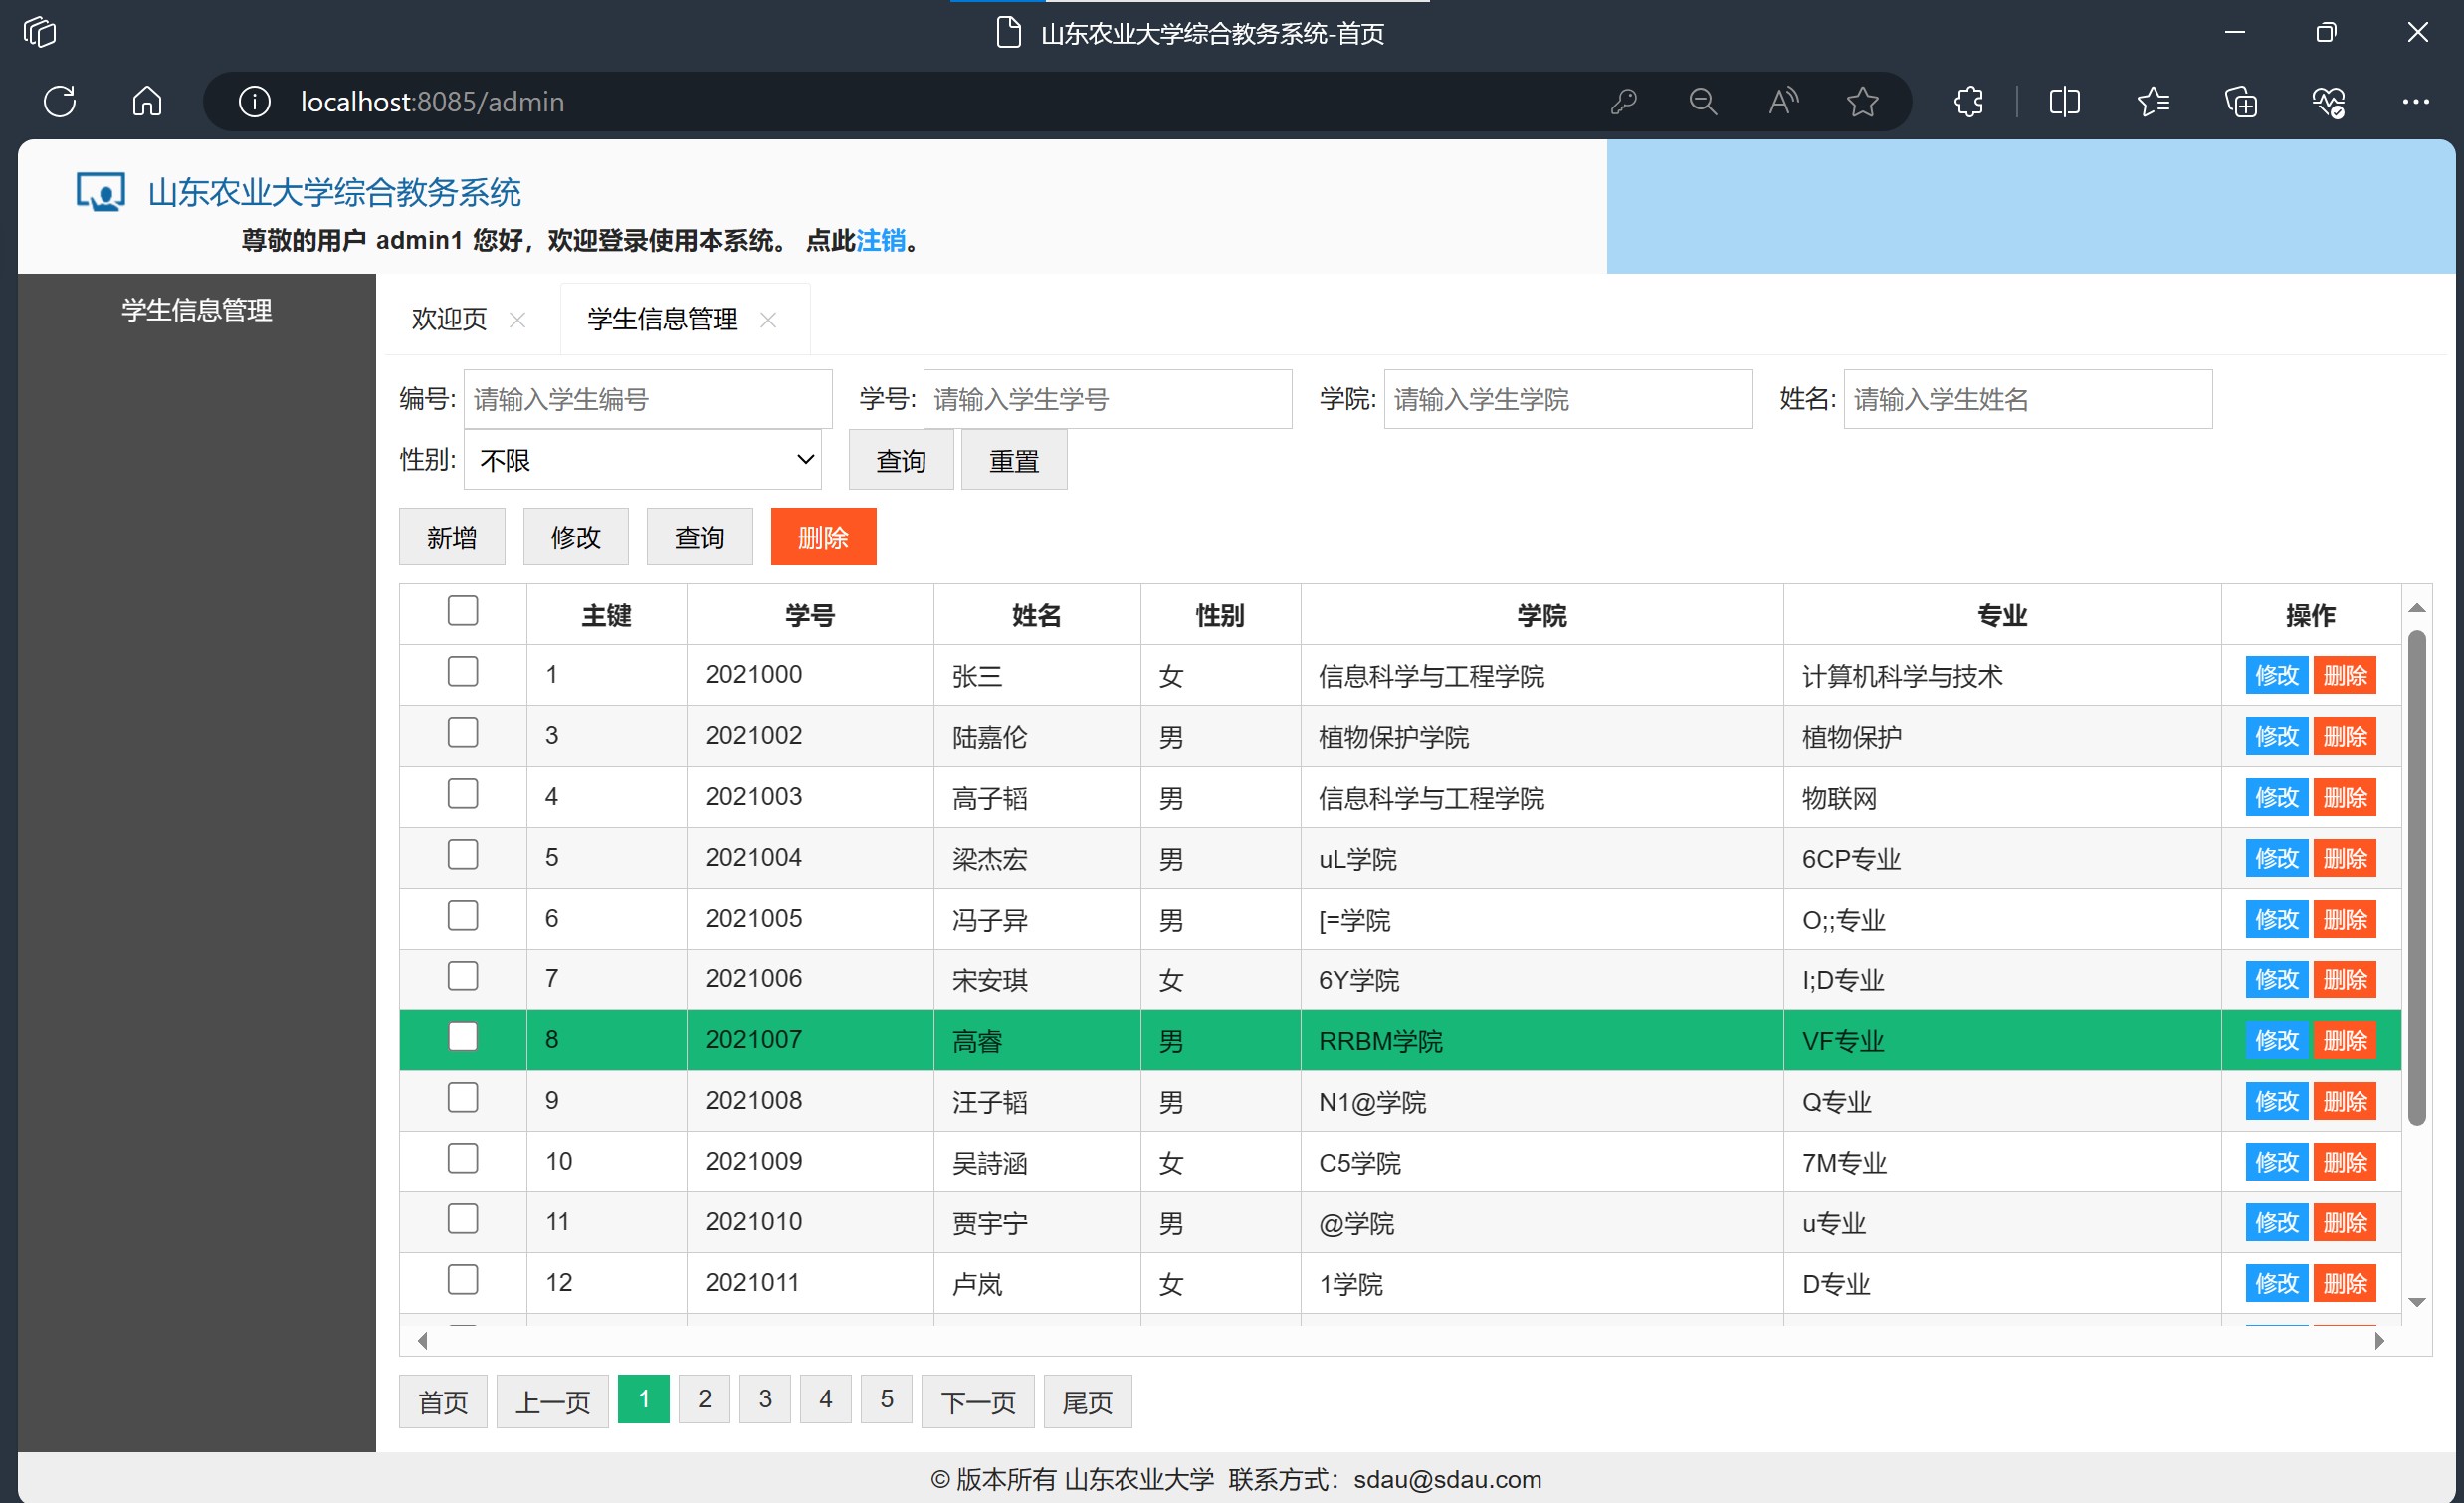 山东农业大学综合教务系统-首页
localhost:8085/admin
山东农业大学综合教务系统
尊敬的用户 admin1 您好，欢迎登录使用本系统。 点此注销。
学生信息管理
欢迎页 学生信息管理
编号: 请输入学生编号 学号: 请输入学生学号 学院: 请输入学生学院 姓名: 请输入学生姓名
性别: 不限 查询 重置
新增 修改 查询 删除
主键 学号 姓名 性别 学院 专业 操作
1 2021000 张三 女 信息科学与工程学院 计算机科学与技术 修改 删除
3 2021002 陆嘉伦 男 植物保护学院 植物保护 修改 删除
4 2021003 高子韬 男 信息科学与工程学院 物联网 修改 删除
5 2021004 梁杰宏 男 uL学院 6CP专业 修改 删除
6 2021005 冯子异 男 [=学院 O;;专业 修改 删除
7 2021006 宋安琪 女 6Y学院 I;D专业 修改 删除
8 2021007 高睿 男 RRBM学院 VF专业 修改 删除
9 2021008 汪子韬 男 N1@学院 Q专业 修改 删除
10 2021009 吴詩涵 女 C5学院 7M专业 修改 删除
11 2021010 贾宇宁 男 @学院 u专业 修改 删除
12 2021011 卢岚 女 1学院 D专业 修改 删除
首页 上一页 1 2 3 4 5 下一页 尾页
© 版本所有 山东农业大学 联系方式：sdau@sdau.com